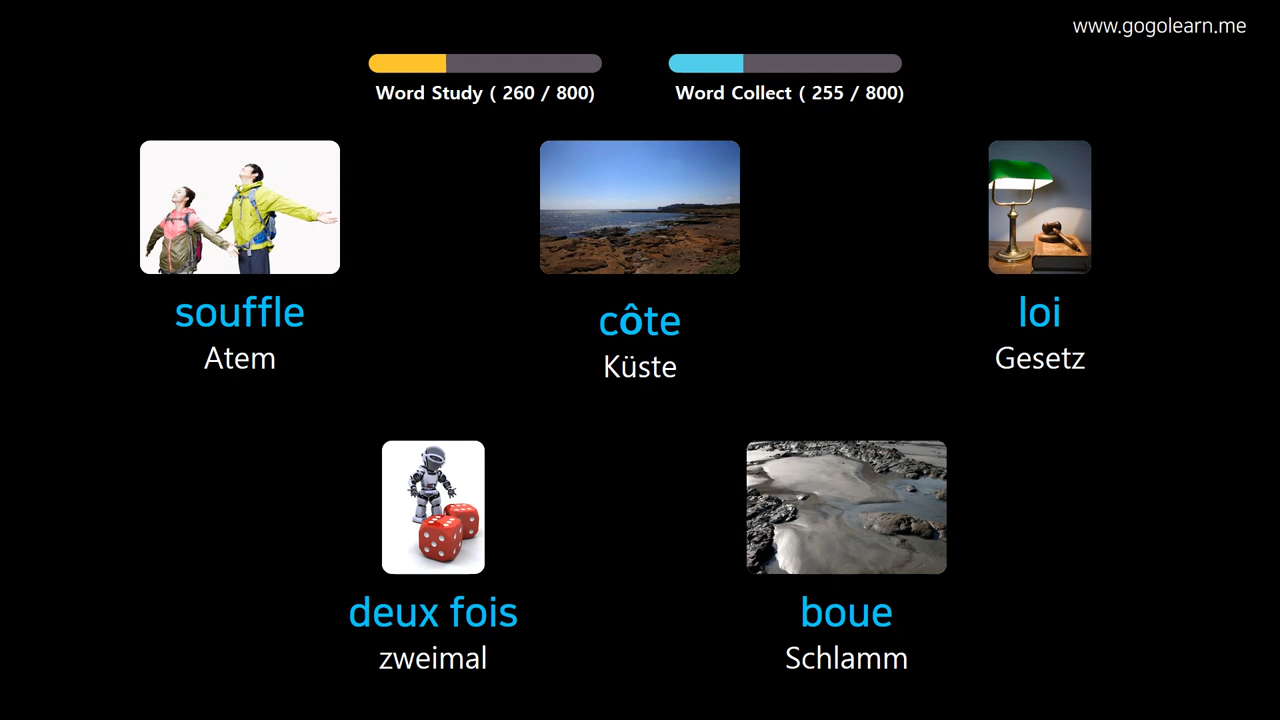 www.gogolearn.me
Word Study ( 260 / 800)
Word Collect ( 255 / 800)
souffle
Atem
côte
Küste
loi
Gesetz
deux fois
zweimal
boue
Schlamm